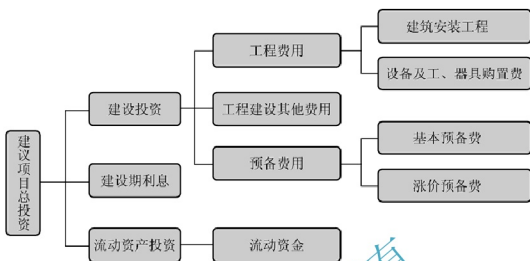 建议项目总投资
建设投资
建设期利息
流动资产投资
工程费用
工程建设其他费用
预备费用
流动资金
建筑安装工程
设备及工、器具购置费
基本预备费
涨价预备费